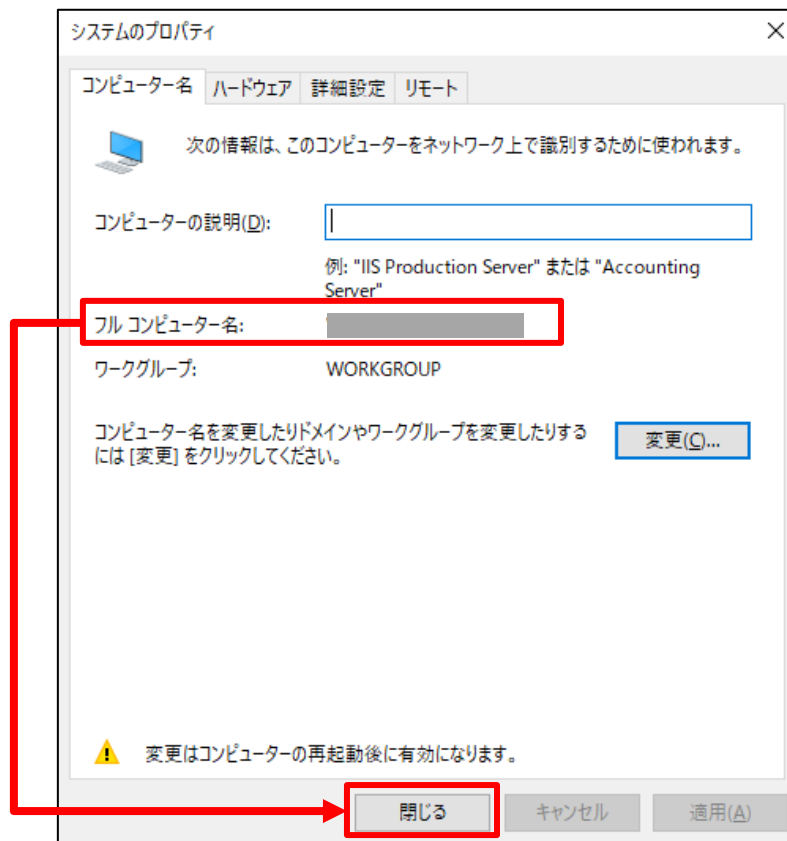 システムのプロパティ
コンピューター名 ハードウェア 詳細設定 リモート
次の情報は、このコンピューターをネットワーク上で識別するために使われます。
コンピューターの説明(D):
例: "IIS Production Server" または "Accounting
Server"
フル コンピューター名:
ワークグループ: WORKGROUP
コンピューター名を変更したりドメインやワークグループを変更したりする
には [変更] をクリックしてください。
変更(C)...
変更はコンピューターの再起動後に有効になります。
閉じる キャンセル 適用(A)